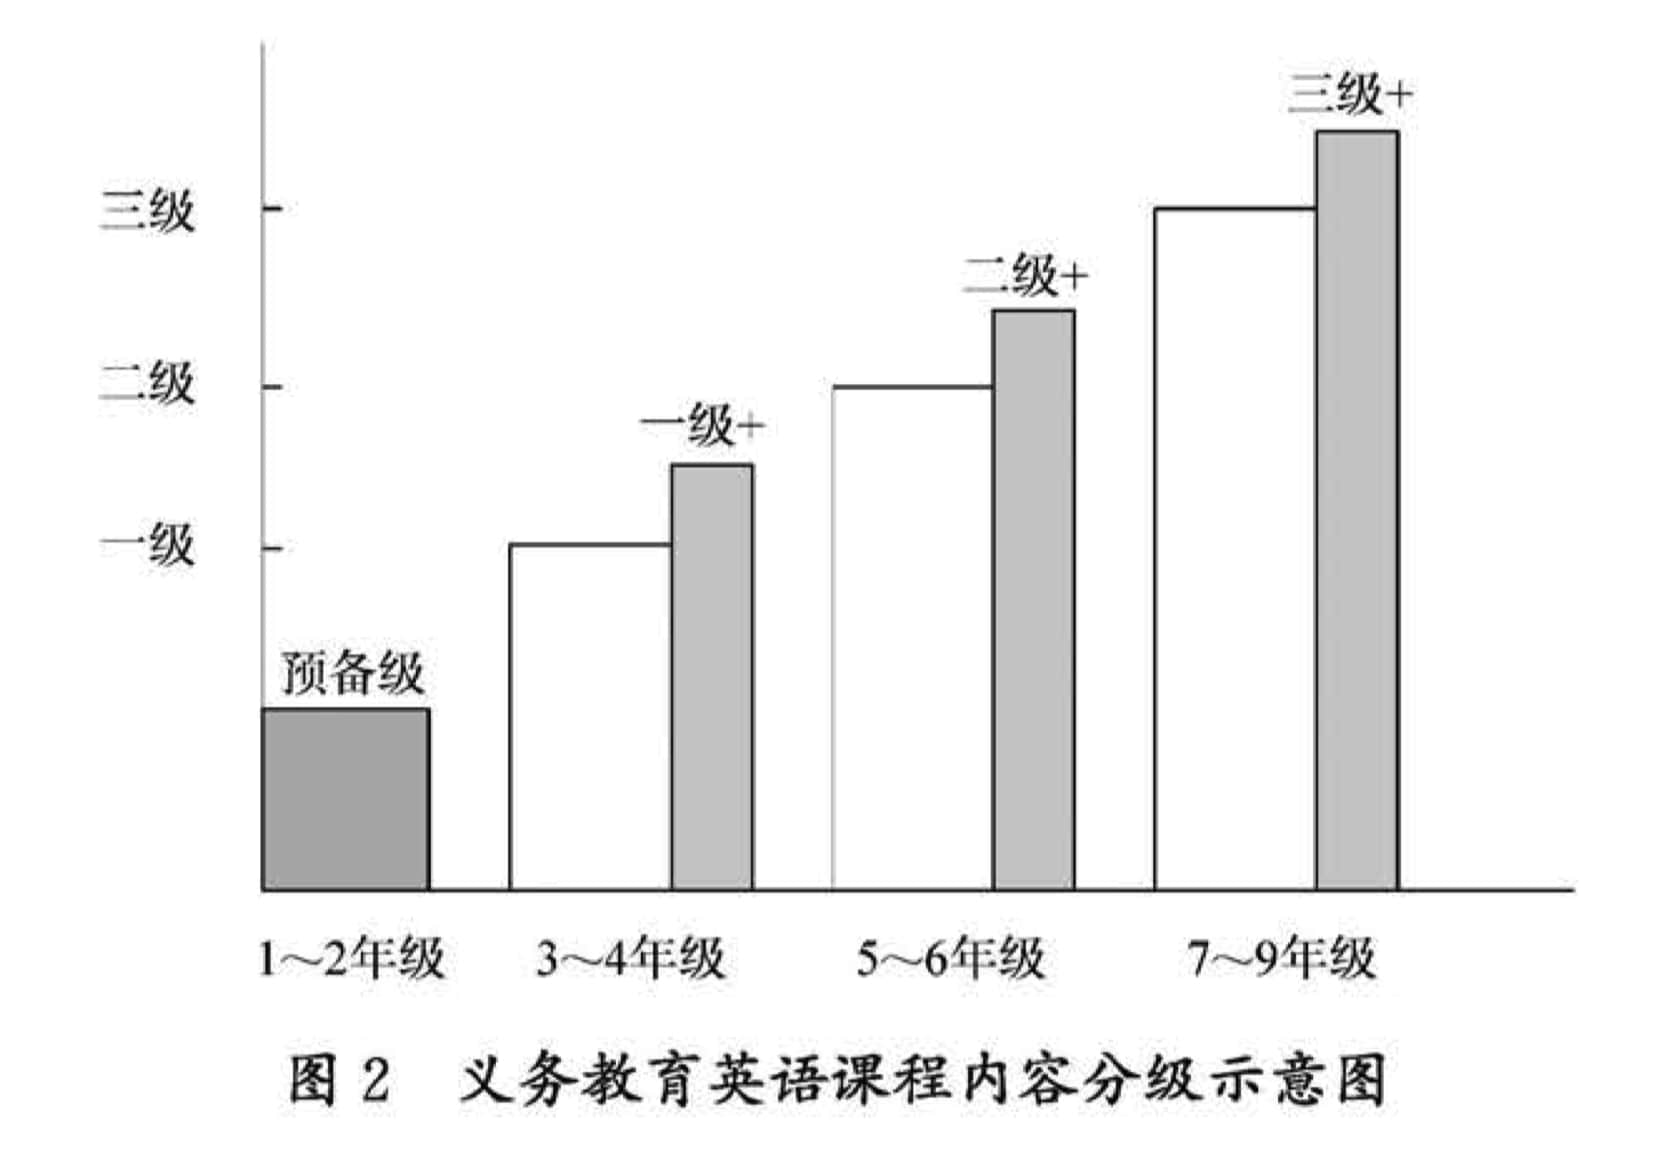 三级+
三级
二级+
二级
一级+
一级
预备级
1～2年级 3～4年级 5～6年级 7～9年级
图 2 义务教育英语课程内容分级示意图